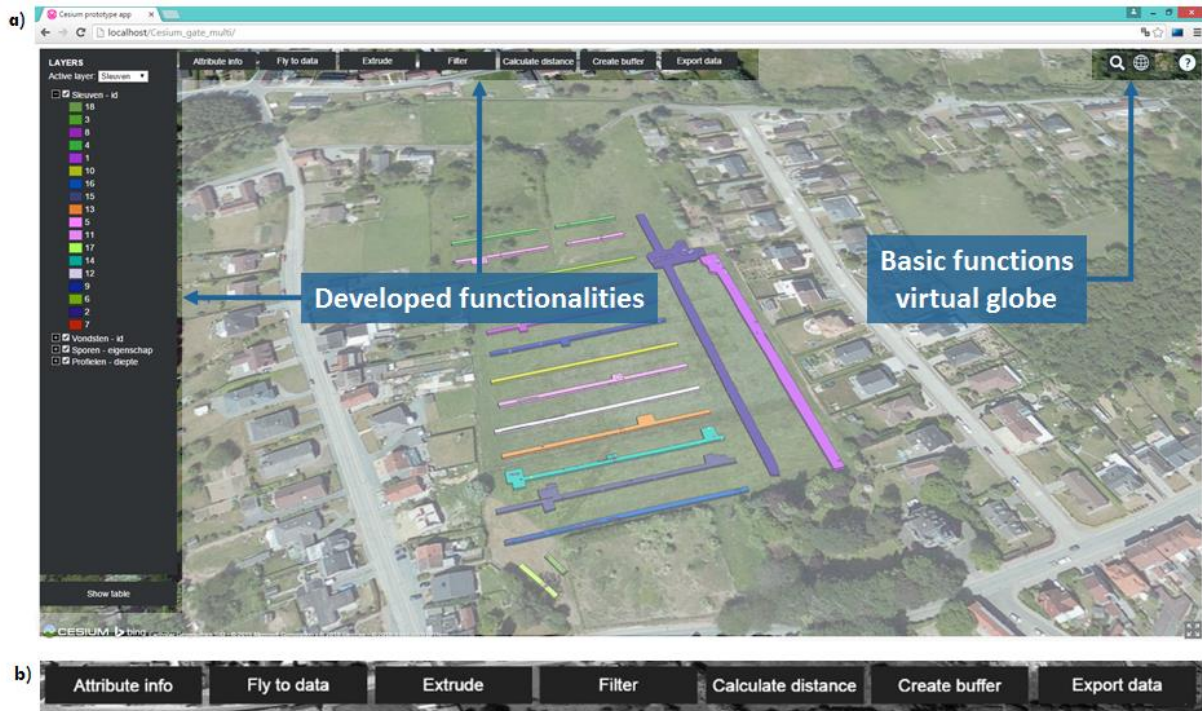 a)
Cesium prototype app
localhost/Cesium_gate_multi/
LAYERS
Active layer: Sleuven
Attribute info Fly to data Extrude Filter Calculate distance Create buffer Export data
Sleuven - id
18
3
8
4
1
10
16
15
13
5
11
17
14
12
9
6
2
7
Vondsten - id
Sporen - eigenschap
Profielen - diepte
Developed functionalities
Basic functions
virtual globe
Show table
CESIUM bing
b)
Attribute info Fly to data Extrude Filter Calculate distance Create buffer Export data